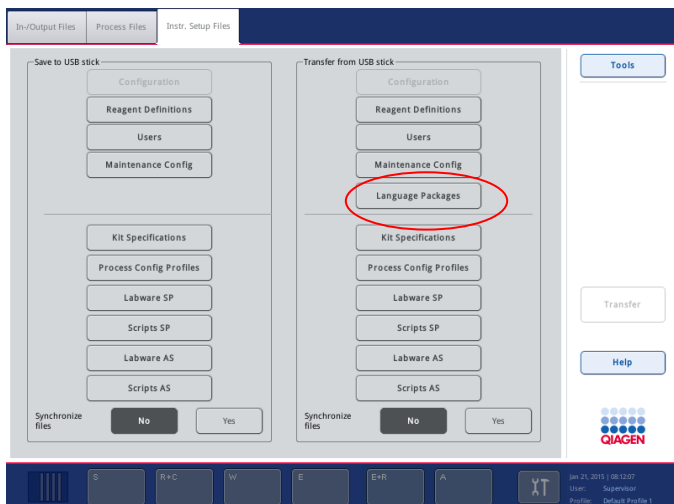 In-/Output Files
Process Files
Instr. Setup Files
Save to USB stick
Configuration
Reagent Definitions
Users
Maintenance Config
Kit Specifications
Process Config Profiles
Labware SP
Scripts SP
Labware AS
Scripts AS
Synchronize
files
No
Yes
Transfer from USB stick
Configuration
Reagent Definitions
Users
Maintenance Config
Language Packages
Kit Specifications
Process Config Profiles
Labware SP
Scripts SP
Labware AS
Scripts AS
Synchronize
files
No
Yes
Tools
Transfer
Help
QIAGEN
S
R+C
W
E
E+R
A
Jan 21, 2015 | 08:12:07
User: Supervisor
Profile: Default Profile 1